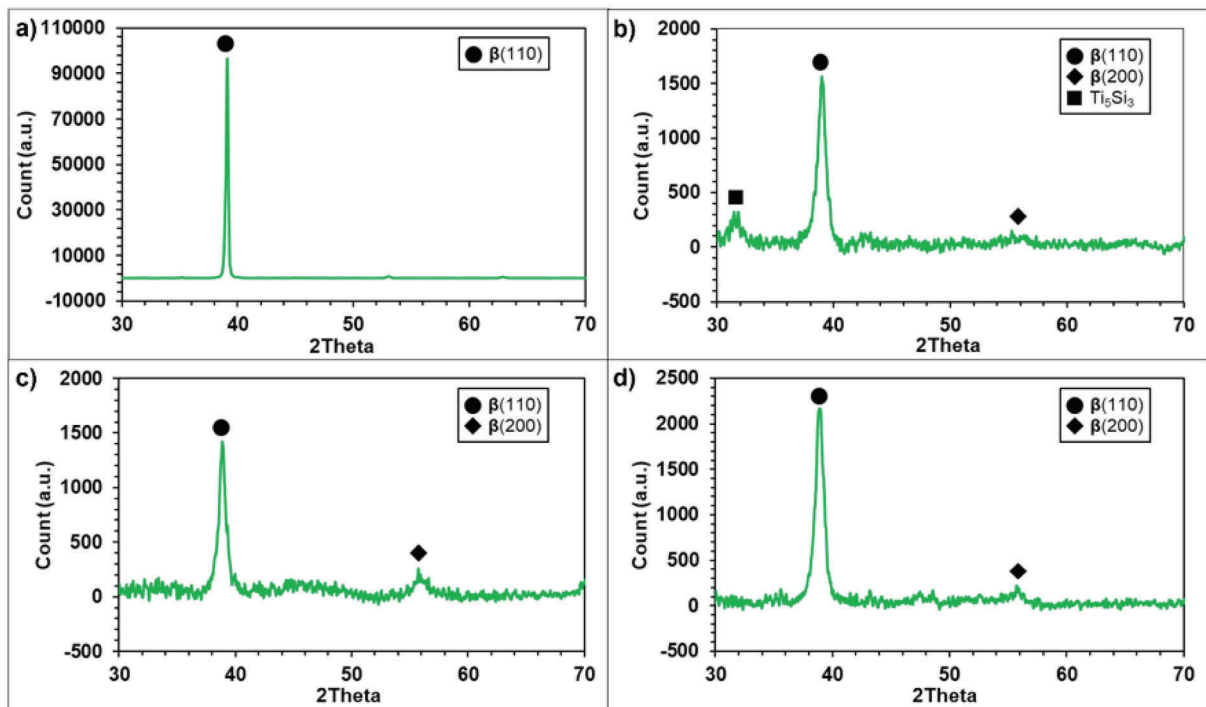 a)
110000
90000
70000
50000
30000
10000
-10000
Count (a.u.)
β(110)
30 40 50 60 70
2Theta
b)
2000
1500
1000
500
0
-500
Count (a.u.)
β(110)
β(200)
Ti₅Si₃
30 40 50 60 70
2Theta
c)
2000
1500
1000
500
0
-500
Count (a.u.)
β(110)
β(200)
30 40 50 60 70
2Theta
d)
2500
2000
1500
1000
500
0
-500
Count (a.u.)
β(110)
β(200)
30 40 50 60 70
2Theta